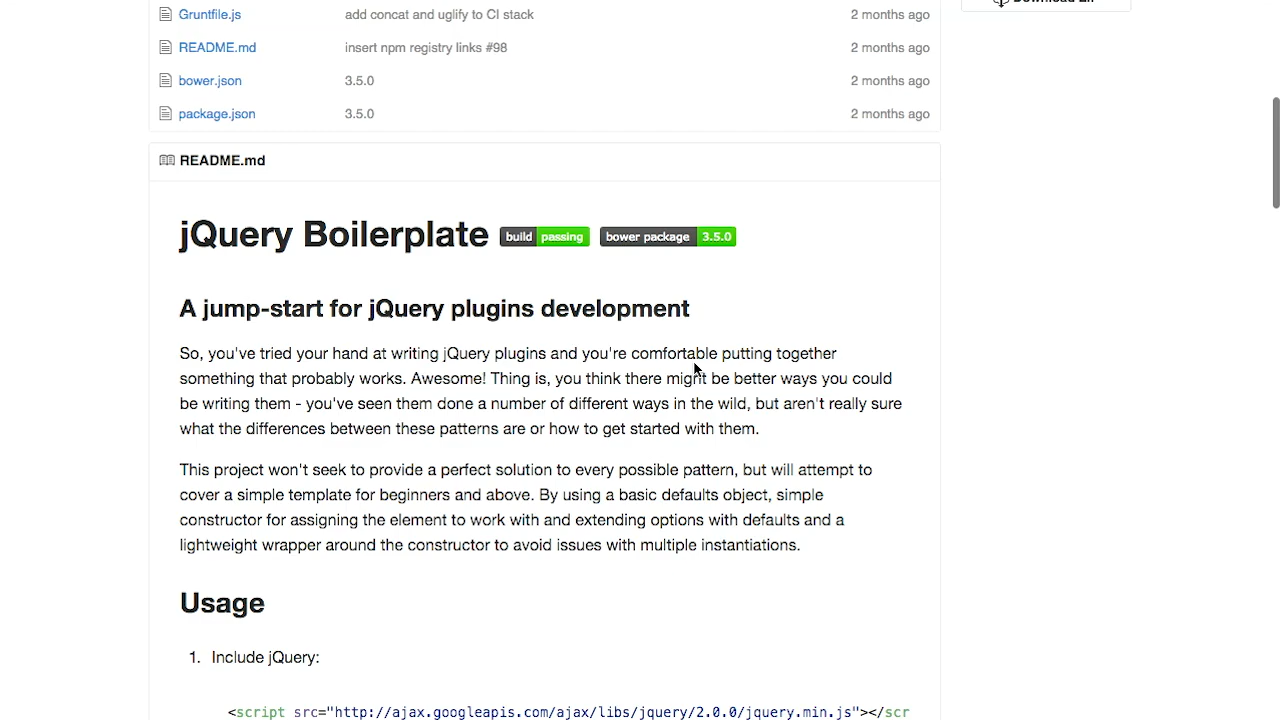 Gruntfile.js add concat and uglify to CI stack 2 months ago
README.md insert npm registry links #98 2 months ago
bower.json 3.5.0 2 months ago
package.json 3.5.0 2 months ago
README.md
jQuery Boilerplate build passing bower package 3.5.0
A jump-start for jQuery plugins development
So, you've tried your hand at writing jQuery plugins and you're comfortable putting together
something that probably works. Awesome! Thing is, you think there might be better ways you could
be writing them - you've seen them done a number of different ways in the wild, but aren't really sure
what the differences between these patterns are or how to get started with them.
This project won't seek to provide a perfect solution to every possible pattern, but will attempt to
cover a simple template for beginners and above. By using a basic defaults object, simple
constructor for assigning the element to work with and extending options with defaults and a
lightweight wrapper around the constructor to avoid issues with multiple instantiations.
Usage
1. Include jQuery:
<script src="http://ajax.googleapis.com/ajax/libs/jquery/2.0.0/jquery.min.js"></scr